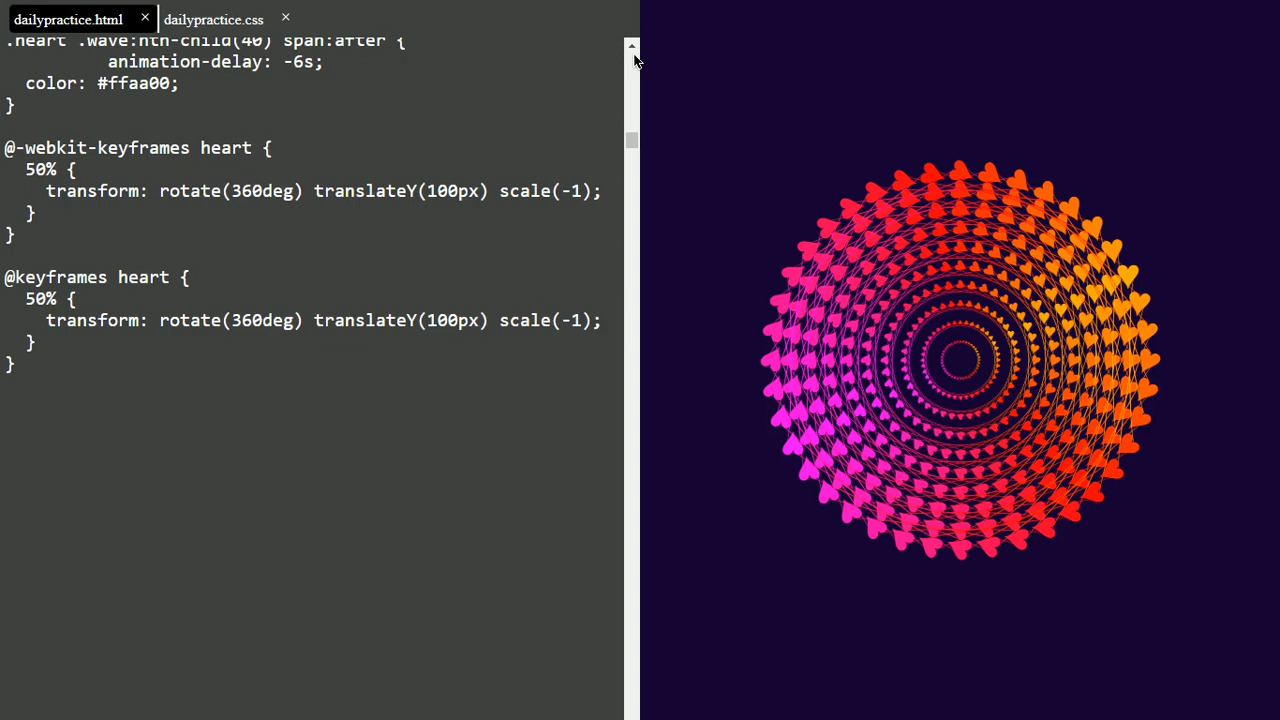 dailypractice.html × dailypractice.css ×
.heart .wave:nth-child(40) span:after {
animation-delay: -6s;
color: #ffaa00;
}
@-webkit-keyframes heart {
50% {
transform: rotate(360deg) translateY(100px) scale(-1);
}
}
@keyframes heart {
50% {
transform: rotate(360deg) translateY(100px) scale(-1);
}
}